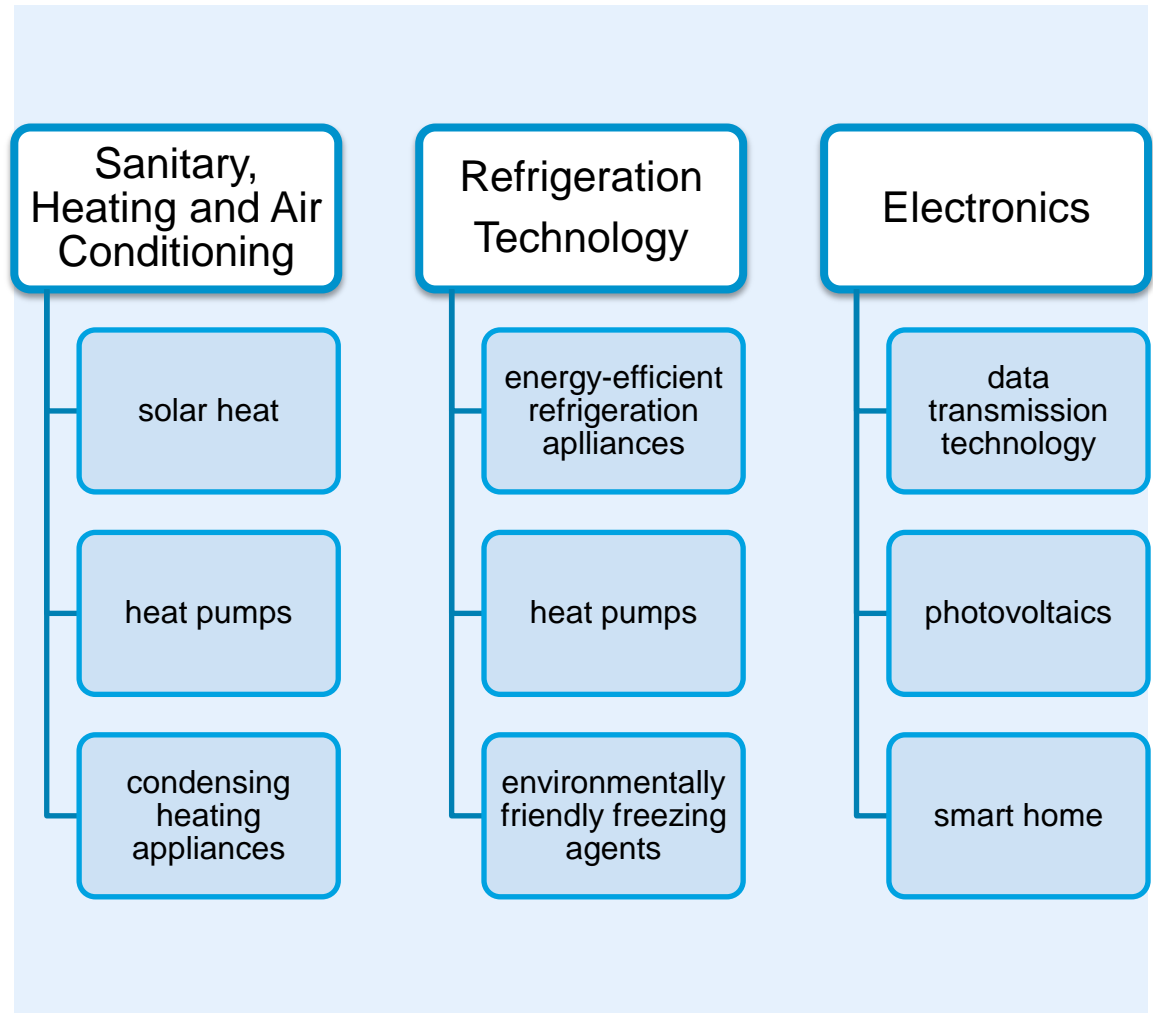 Sanitary,
Heating and Air
Conditioning
solar heat
heat pumps
condensing
heating
appliances
Refrigeration
Technology
energy-efficient
refrigeration
aplliances
heat pumps
environmentally
friendly freezing
agents
Electronics
data
transmission
technology
photovoltaics
smart home